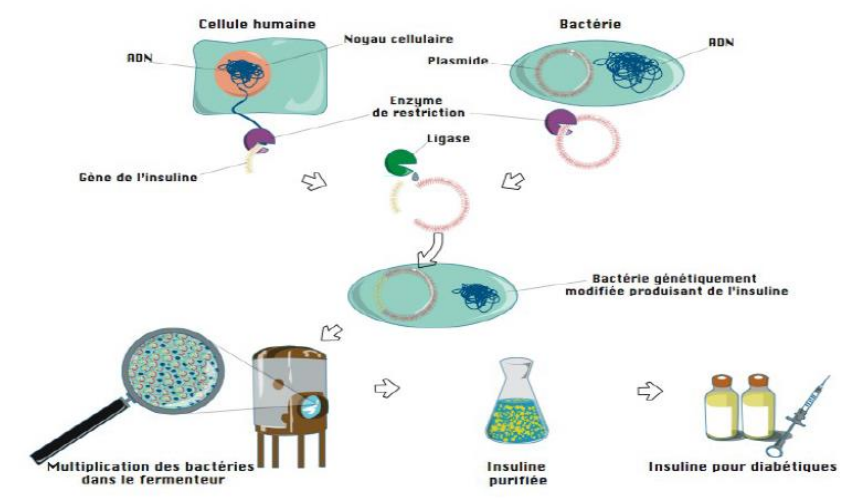 Cellule humaine
Bactérie
ADN
Noyau cellulaire
Plasmide
ADN
Enzyme
de restriction
Ligase
Gène de l'insuline
Bactérie génétiquement
modifiée produisant de l'insuline
Multiplication des bactéries
dans le fermenteur
Insuline
purifiée
Insuline pour diabétiques